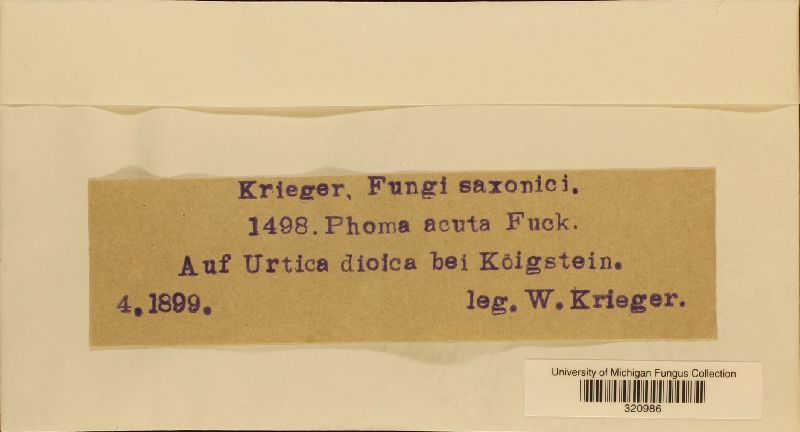 Krieger, Fungi saxonici.
1498. Phoma acuta Fuck.
Auf Urtica dioica bei Köigstein.
4. 1899. leg. W. Krieger.
University of Michigan Fungus Collection
320986